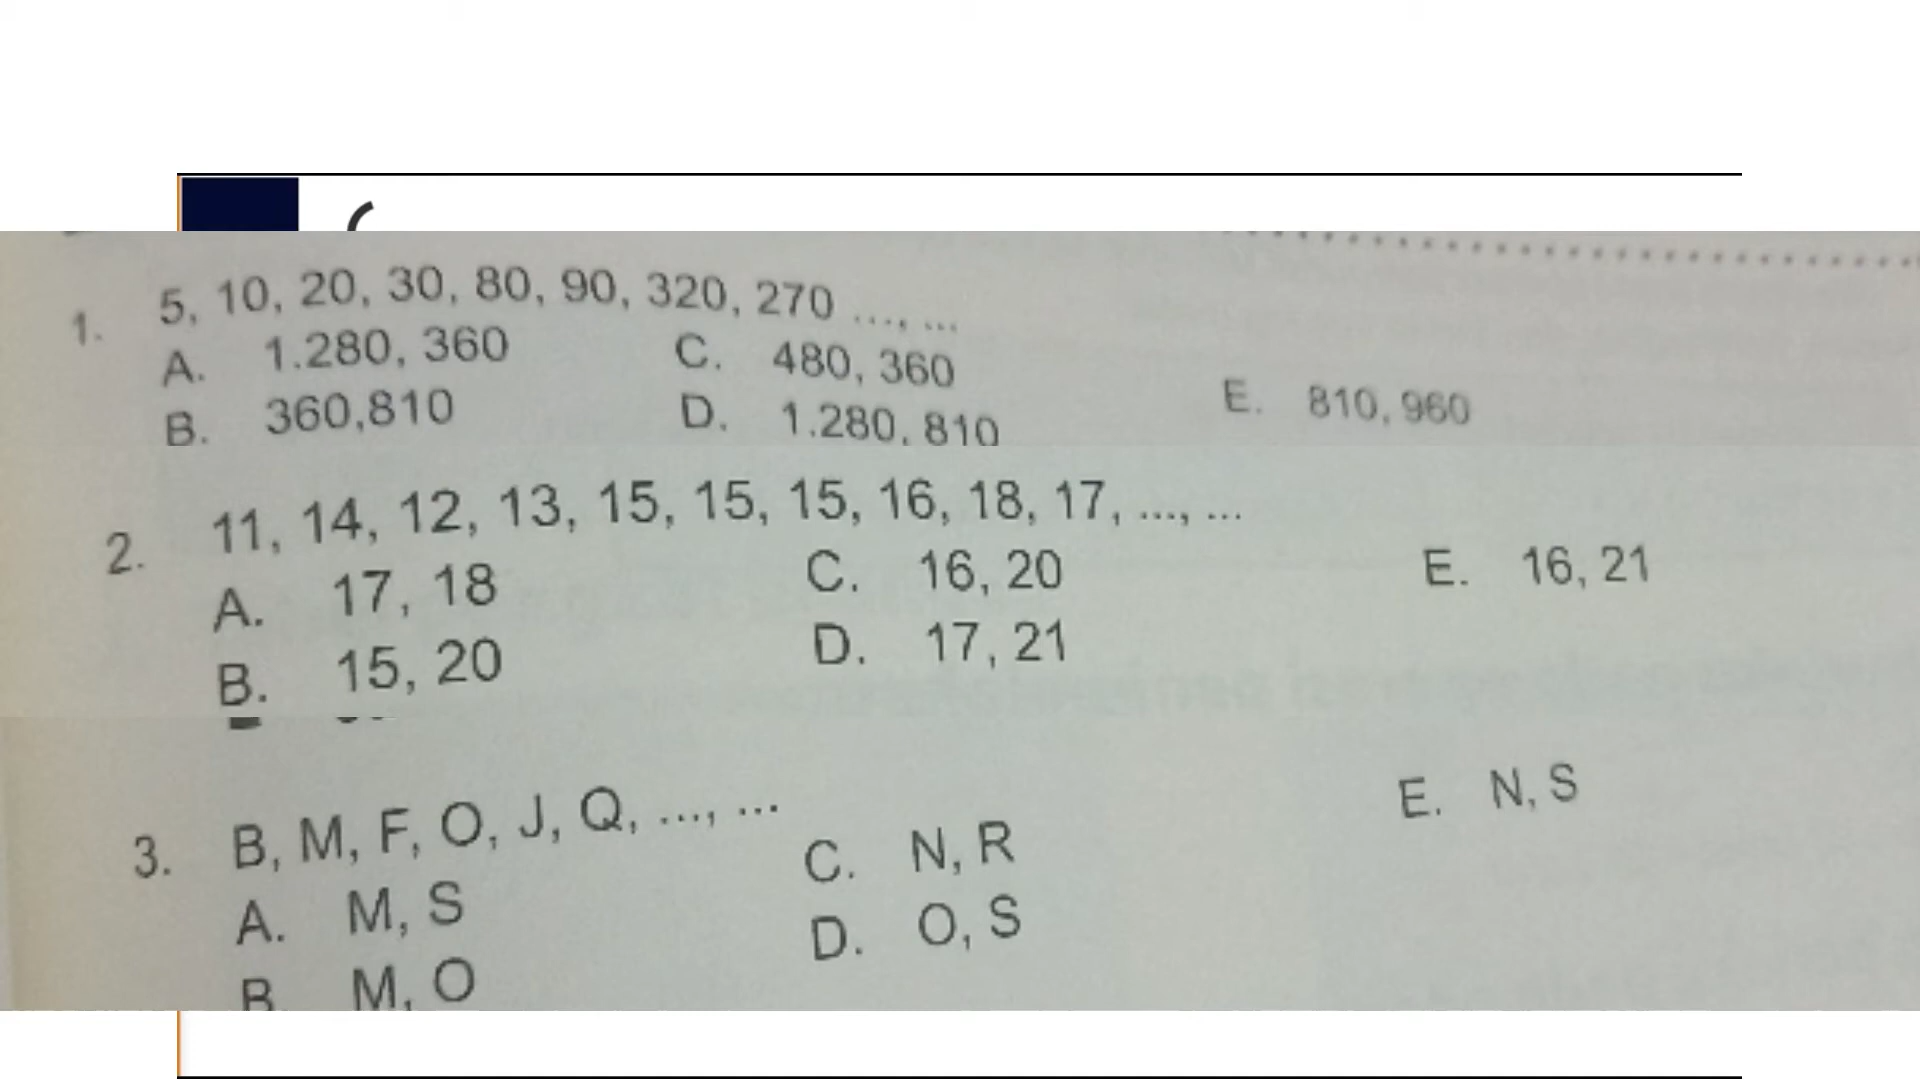 1. 5, 10, 20, 30, 80, 90, 320, 270 ..., ...
A. 1.280, 360 C. 480, 360
B. 360,810 D. 1.280, 810 E. 810, 960
2. 11, 14, 12, 13, 15, 15, 15, 16, 18, 17, ..., ...
A. 17, 18 C. 16, 20 E. 16, 21
B. 15, 20 D. 17, 21
3. B, M, F, O, J, Q, ..., ... E. N, S
A. M, S C. N, R
B. M, O D. O, S